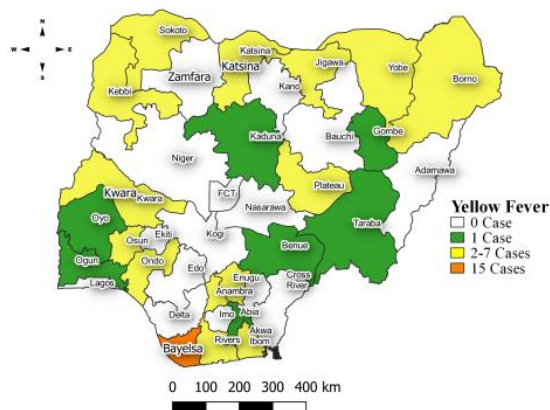 N
W E
S
Sokoto
Katsina
Katsina
Jigawa
Yobe
Borno
Zamfara
Kebbi
Kano
Kaduna
Bauchi
Gombe
Adamawa
Niger
Plateau
Kwara
Kwara
FCT
Nasarawa
Taraba
Oyo
Kogi
Ekiti
Osun
Benue
Ogun
Ondo
Edo
Enugu
Cross
River
Lagos
Anambra
Delta
Imo
Abia
Akwa
Ibom
Rivers
Bayelsa
Yellow Fever
0 Case
1 Case
2-7 Cases
15 Cases
0 100 200 300 400 km